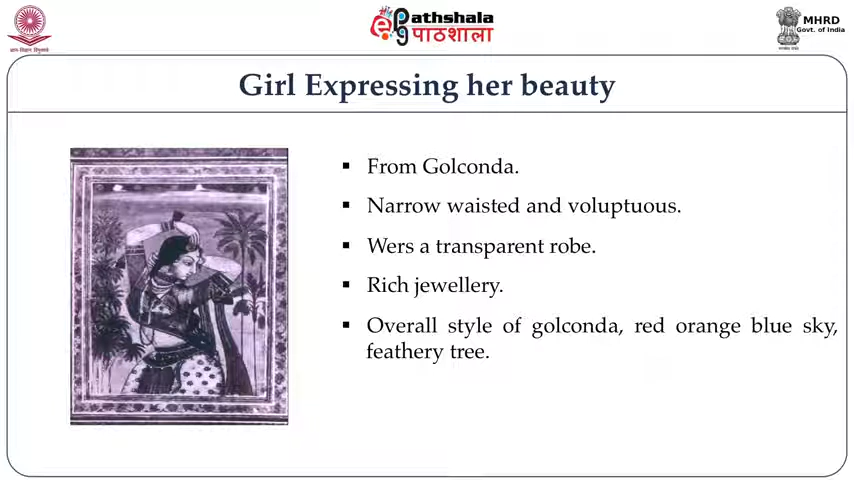 epathshala
पाठशाला
MHRD
Govt. of India
Girl Expressing her beauty
From Golconda.
Narrow waisted and voluptuous.
Wers a transparent robe.
Rich jewellery.
Overall style of golconda, red orange blue sky,
feathery tree.